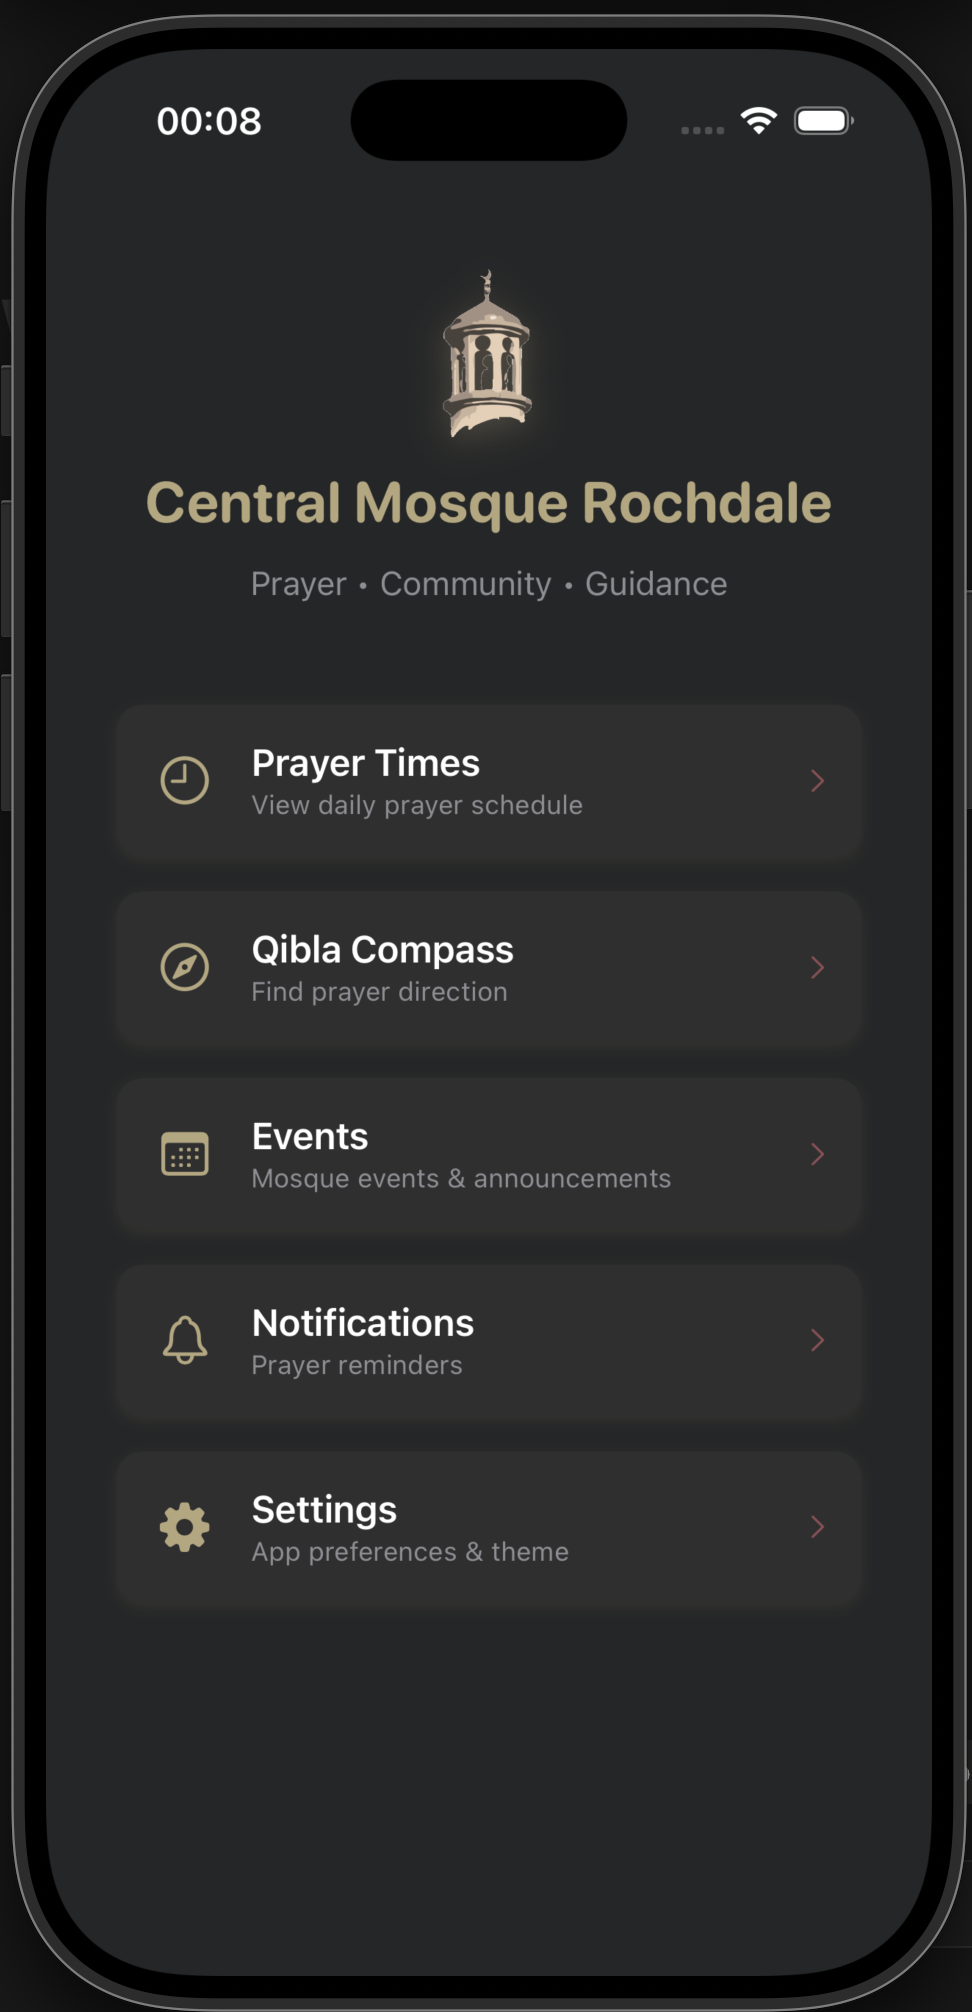 00:08
Central Mosque Rochdale
Prayer • Community • Guidance
Prayer Times
View daily prayer schedule
Qibla Compass
Find prayer direction
Events
Mosque events & announcements
Notifications
Prayer reminders
Settings
App preferences & theme